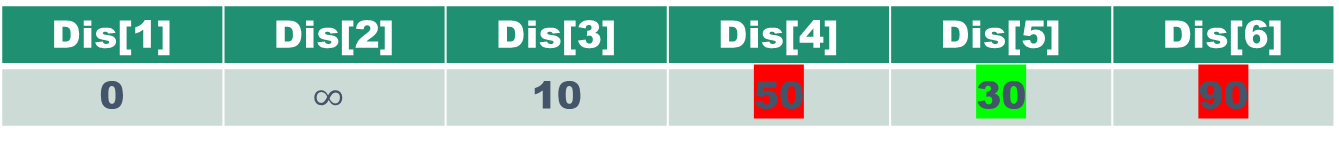 Dis[1] Dis[2] Dis[3] Dis[4] Dis[5] Dis[6]
0 ∞ 10 50 30 90